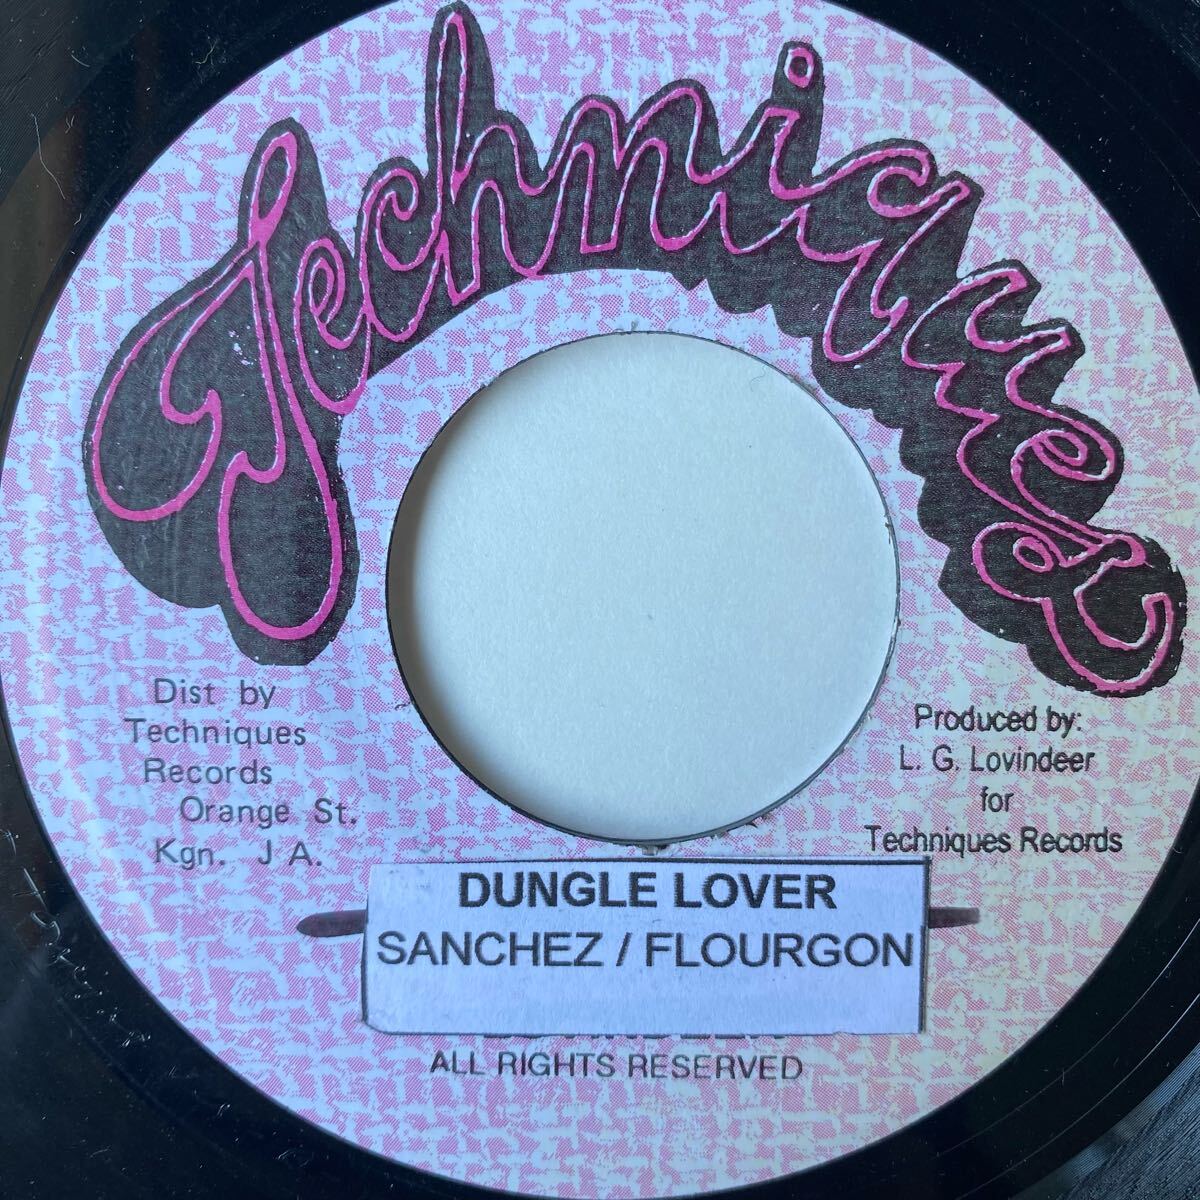 Techniques
Dist by
Techniques
Records
Orange St.
Kgn. J A.
Produced by:
L. G. Lovindeer
for
Techniques Records
DUNGLE LOVER
SANCHEZ / FLOURGON
ALL RIGHTS RESERVED